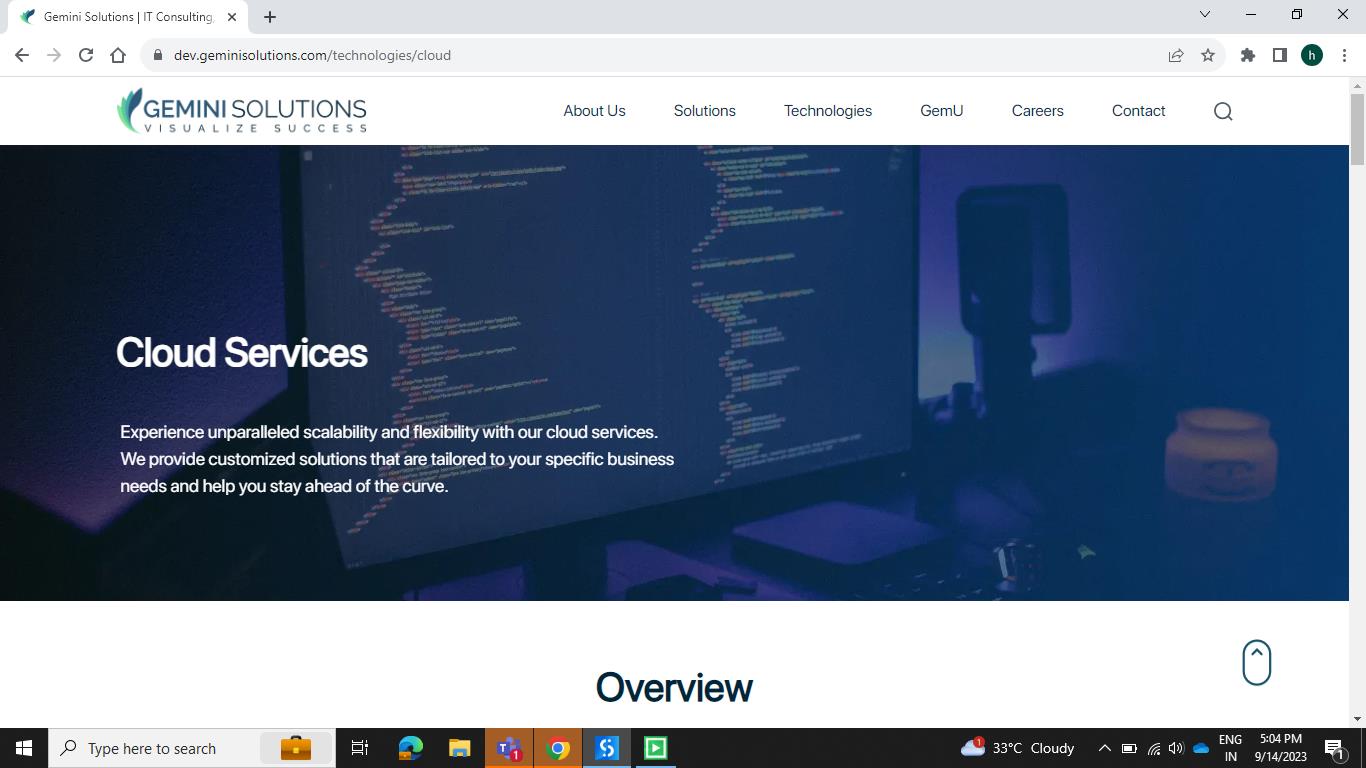 Gemini Solutions | IT Consulting,
dev.geminisolutions.com/technologies/cloud
h
GEMINI SOLUTIONS
VISUALIZE SUCCESS
About Us
Solutions
Technologies
GemU
Careers
Contact
Cloud Services
Experience unparalleled scalability and flexibility with our cloud services.
We provide customized solutions that are tailored to your specific business
needs and help you stay ahead of the curve.
Overview
Type here to search
1
1
33°C Cloudy
ENG
IN
5:04 PM
9/14/2023
1